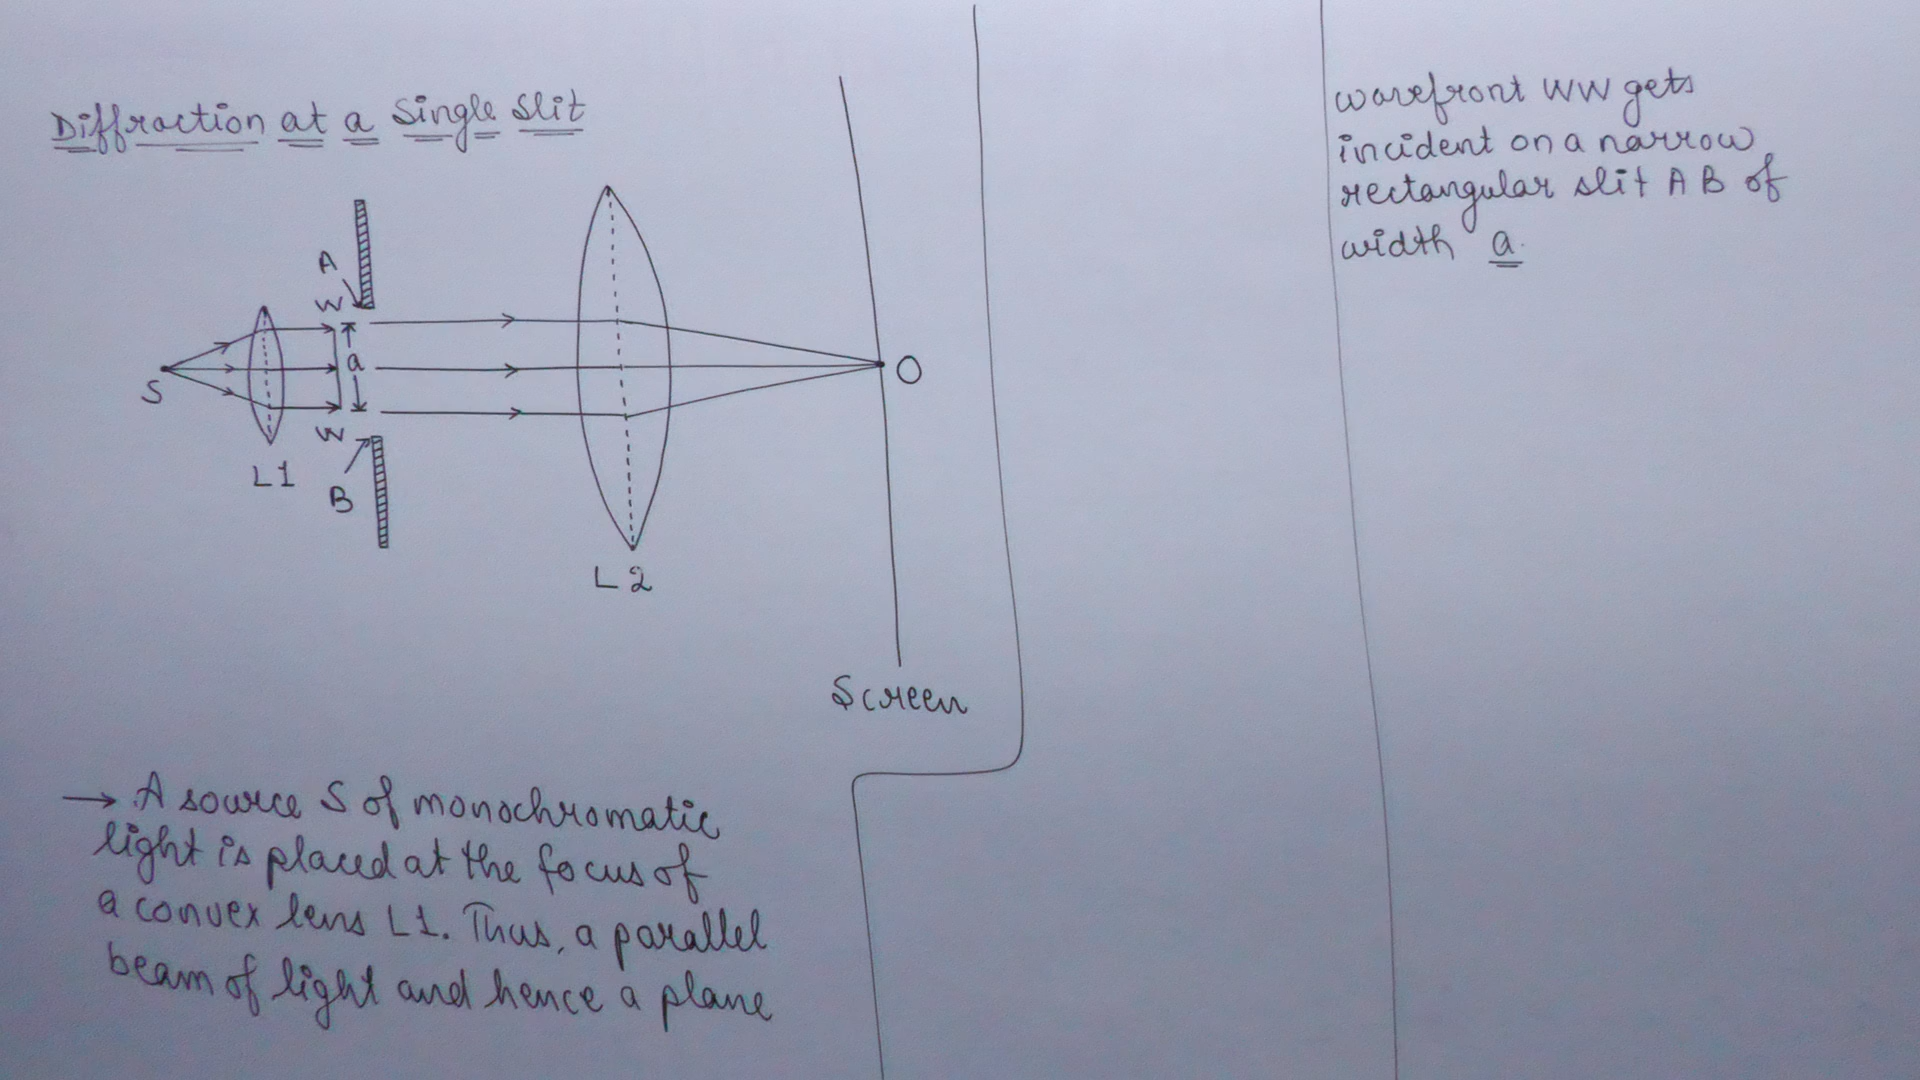 Diffraction at a Single Slit
A
W
a
S
O
W
L1
B
L2
Screen
→ A source S of monochromatic
light is placed at the focus of
a convex lens L1. Thus, a parallel
beam of light and hence a plane
wavefront WW gets
incident on a narrow
rectangular slit AB of
width a.